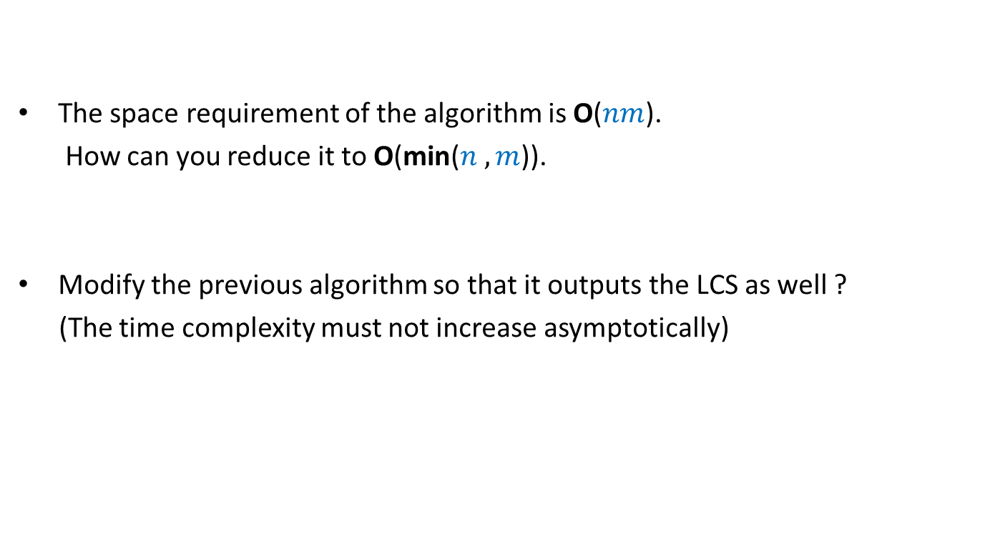 • The space requirement of the algorithm is O(nm).
How can you reduce it to O(min(n ,m)).
• Modify the previous algorithm so that it outputs the LCS as well ?
(The time complexity must not increase asymptotically)